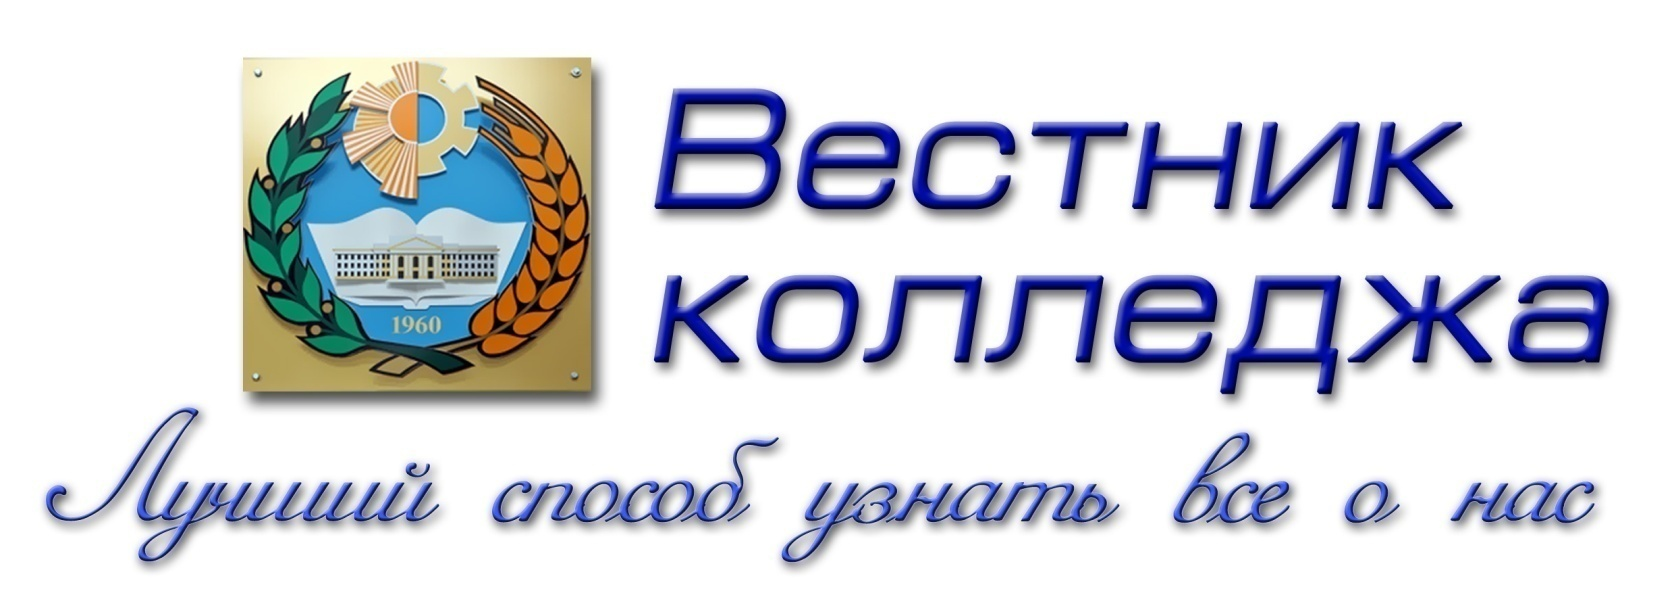 1960
Вестник
колледжа
Лучший способ узнать все о нас